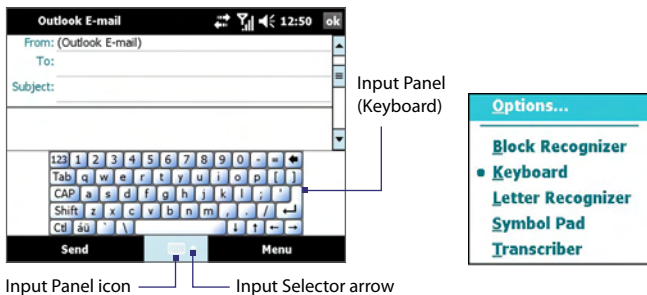 Outlook E-mail 12:50 ok
From: (Outlook E-mail)
To:
Subject:
123 1 2 3 4 5 6 7 8 9 0 - =
Tab q w e r t y u i o p [ ]
CAP a s d f g h j k l ; '
Shift z x c v b n m , . /
Ctl áü ` \
Send Menu
Input Panel
(Keyboard)
Input Panel icon
Input Selector arrow
Options...
Block Recognizer
Keyboard
Letter Recognizer
Symbol Pad
Transcriber